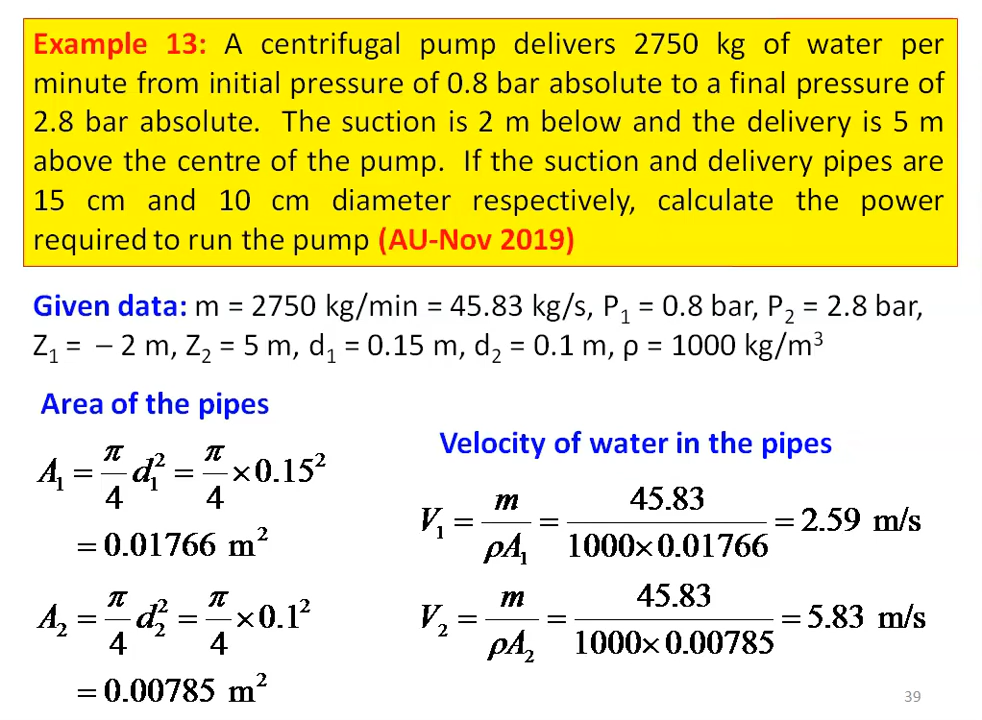 Example 13: A centrifugal pump delivers 2750 kg of water per
minute from initial pressure of 0.8 bar absolute to a final pressure of
2.8 bar absolute. The suction is 2 m below and the delivery is 5 m
above the centre of the pump. If the suction and delivery pipes are
15 cm and 10 cm diameter respectively, calculate the power
required to run the pump (AU-Nov 2019)
Given data: m = 2750 kg/min = 45.83 kg/s, P₁ = 0.8 bar, P₂ = 2.8 bar,
Z₁ = – 2 m, Z₂ = 5 m, d₁ = 0.15 m, d₂ = 0.1 m, ρ = 1000 kg/m³
Area of the pipes
A₁ = π/4 d₁² = π/4 × 0.15²
= 0.01766 m²
A₂ = π/4 d₂² = π/4 × 0.1²
= 0.00785 m²
Velocity of water in the pipes
V₁ = m/ρA₁ = 45.83/1000×0.01766 = 2.59 m/s
V₂ = m/ρA₂ = 45.83/1000×0.00785 = 5.83 m/s
39